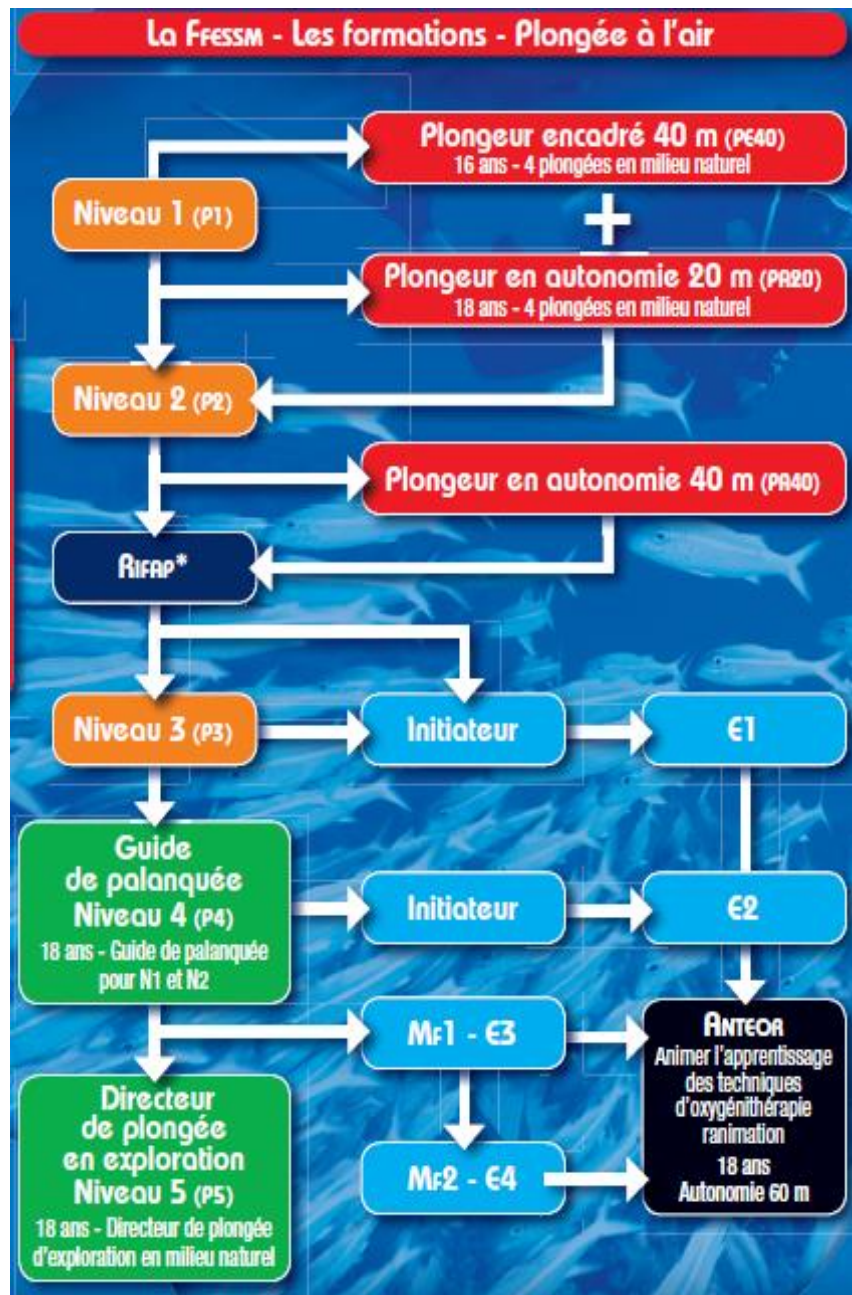 La FFESSM - Les formations - Plongée à l'air
Plongeur encadré 40 m (PE40)
16 ans - 4 plongées en milieu naturel
Niveau 1 (P1)
+
Plongeur en autonomie 20 m (PA20)
18 ans - 4 plongées en milieu naturel
Niveau 2 (P2)
Plongeur en autonomie 40 m (PA40)
RIFAP*
Niveau 3 (P3)
Initiateur
E1
Guide
de palanquée
Niveau 4 (P4)
18 ans - Guide de palanquée
pour N1 et N2
Initiateur
E2
MF1 - E3
ANTEOR
Animer l'apprentissage
des techniques
d'oxygénithérapie
ranimation
18 ans
Autonomie 60 m
Directeur
de plongée
en exploration
Niveau 5 (P5)
18 ans - Directeur de plongée
d'exploration en milieu naturel
MF2 - E4